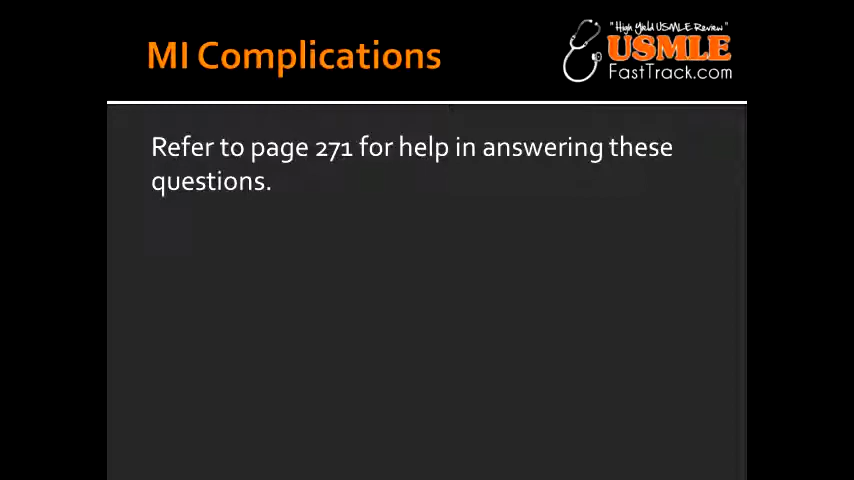 MI Complications
"High Yield USMLE Review"
USMLE
FastTrack.com
Refer to page 271 for help in answering these
questions.